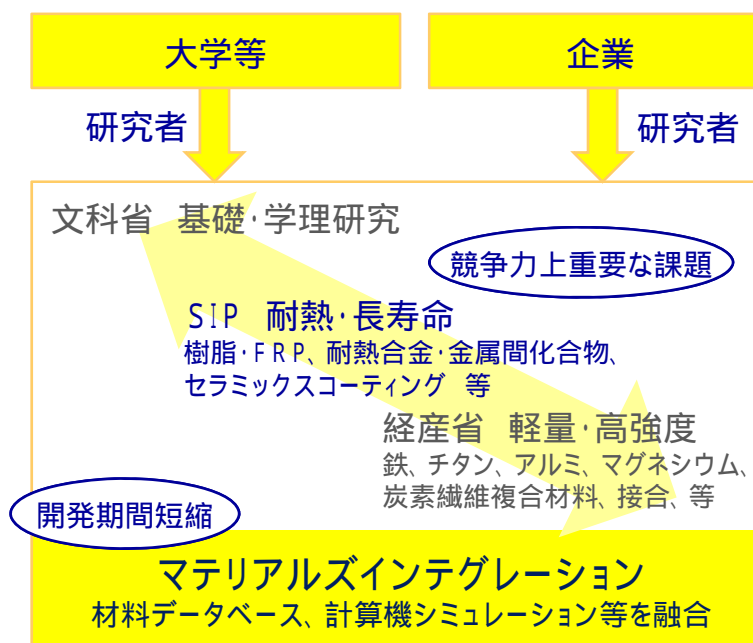 大学等
企業
研究者
研究者
文科省 基礎・学理研究
競争力上重要な課題
SIP 耐熱・長寿命
樹脂・FRP、耐熱合金・金属間化合物、
セラミックスコーティング 等
経産省 軽量・高強度
鉄、チタン、アルミ、マグネシウム、
炭素繊維複合材料、接合、等
開発期間短縮
マテリアルズインテグレーション
材料データベース、計算機シミュレーション等を融合